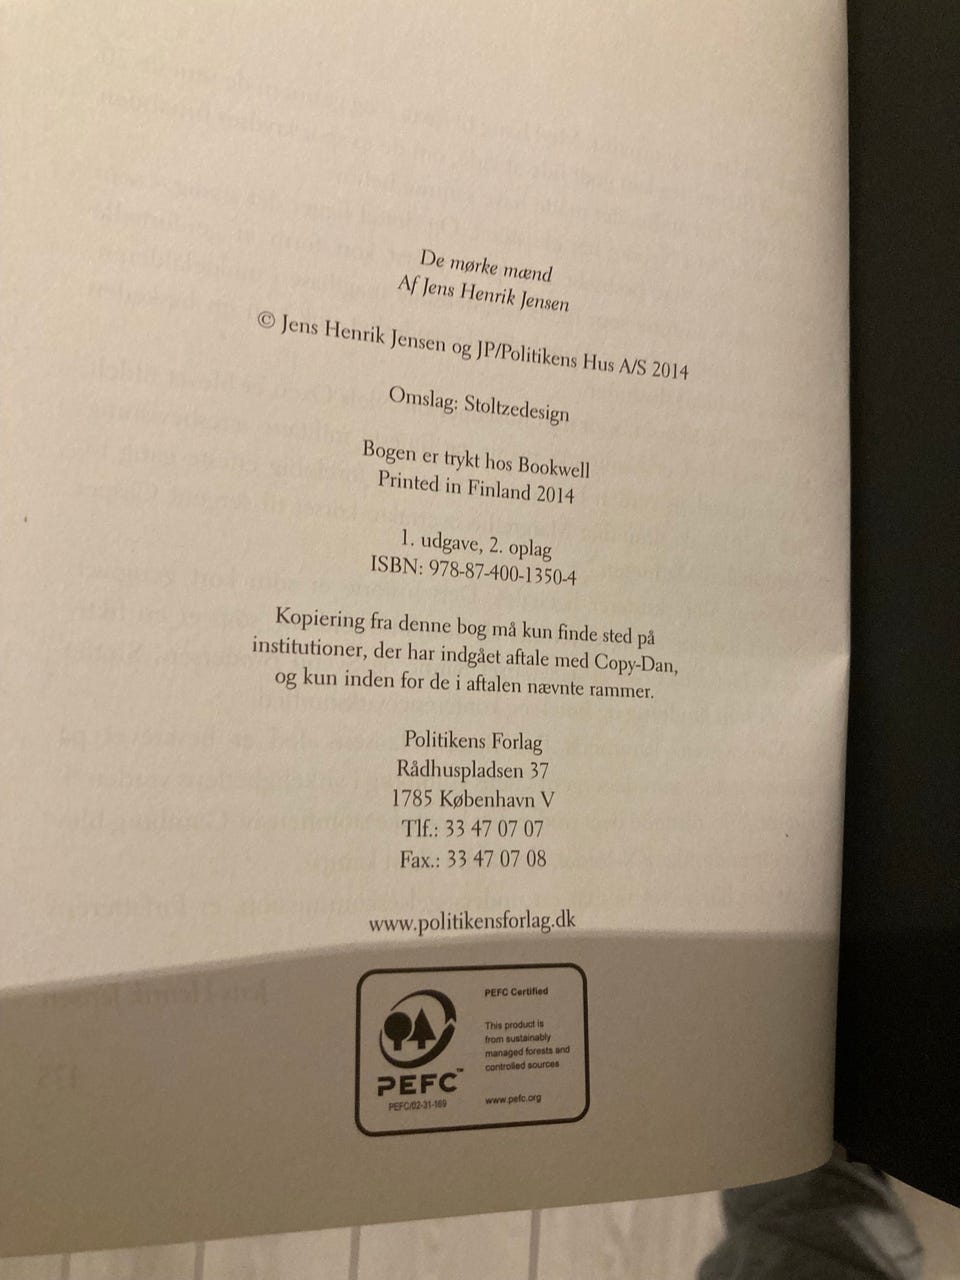 De mørke mænd
Af Jens Henrik Jensen
© Jens Henrik Jensen og JP/Politikens Hus A/S 2014
Omslag: Stoltzedesign
Bogen er trykt hos Bookwell
Printed in Finland 2014
1. udgave, 2. oplag
ISBN: 978-87-400-1350-4
Kopiering fra denne bog må kun finde sted på
institutioner, der har indgået aftale med Copy-Dan,
og kun inden for de i aftalen nævnte rammer.
Politikens Forlag
Rådhuspladsen 37
1785 København V
Tlf.: 33 47 07 07
Fax.: 33 47 07 08
www.politikensforlag.dk
PEFC™
PEFC/02-31-169
PEFC Certified
This product is
from sustainably
managed forests and
controlled sources
www.pefc.org